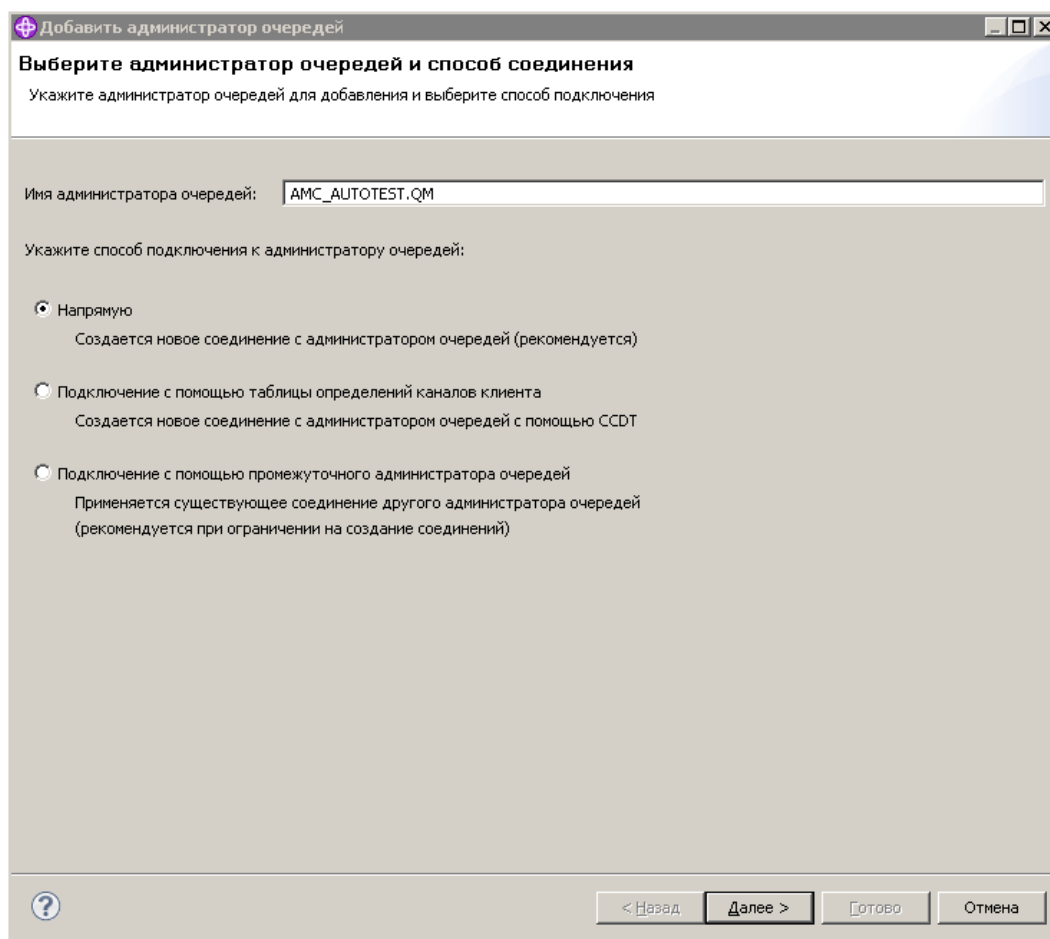 Добавить администратор очередей
Выберите администратор очередей и способ соединения
Укажите администратор очередей для добавления и выберите способ подключения
Имя администратора очередей: AMC_AUTOTEST.QM
Укажите способ подключения к администратору очередей:
Напрямую
Создается новое соединение с администратором очередей (рекомендуется)
Подключение с помощью таблицы определений каналов клиента
Создается новое соединение с администратором очередей с помощью CCDT
Подключение с помощью промежуточного администратора очередей
Применяется существующее соединение другого администратора очередей
(рекомендуется при ограничении на создание соединений)
? < Назад Далее > Готово Отмена